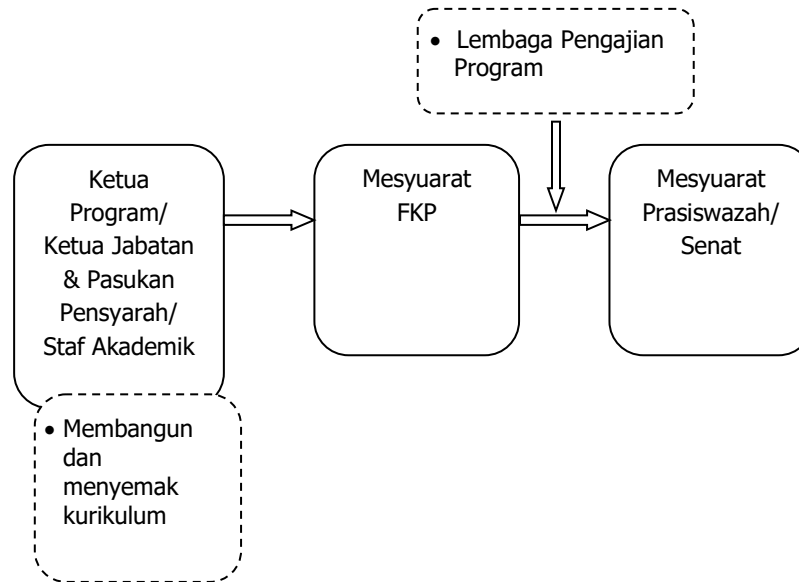 • Lembaga Pengajian
Program
Ketua
Program/
Ketua Jabatan
& Pasukan
Pensyarah/
Staf Akademik
Mesyuarat
FKP
Mesyuarat
Prasiswazah/
Senat
• Membangun
dan
menyemak
kurikulum